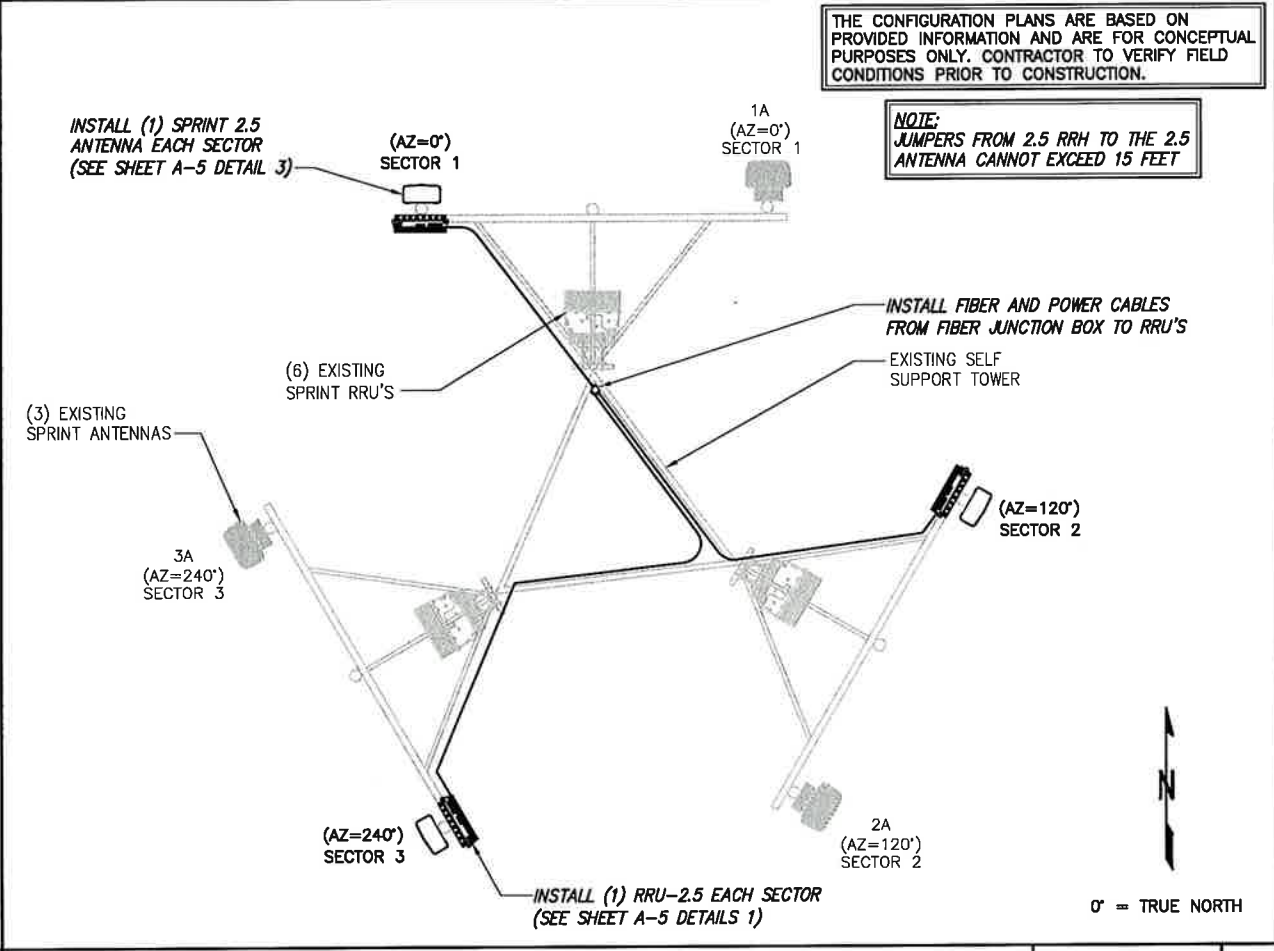 THE CONFIGURATION PLANS ARE BASED ON
PROVIDED INFORMATION AND ARE FOR CONCEPTUAL
PURPOSES ONLY. CONTRACTOR TO VERIFY FIELD
CONDITIONS PRIOR TO CONSTRUCTION.
NOTE:
JUMPERS FROM 2.5 RRH TO THE 2.5
ANTENNA CANNOT EXCEED 15 FEET
INSTALL (1) SPRINT 2.5
ANTENNA EACH SECTOR
(SEE SHEET A-5 DETAIL 3)
(AZ=0°)
SECTOR 1
1A
(AZ=0°)
SECTOR 1
INSTALL FIBER AND POWER CABLES
FROM FIBER JUNCTION BOX TO RRU'S
EXISTING SELF
SUPPORT TOWER
(6) EXISTING
SPRINT RRU'S
(3) EXISTING
SPRINT ANTENNAS
(AZ=120°)
SECTOR 2
3A
(AZ=240°)
SECTOR 3
2A
(AZ=120°)
SECTOR 2
(AZ=240°)
SECTOR 3
INSTALL (1) RRU-2.5 EACH SECTOR
(SEE SHEET A-5 DETAILS 1)
N
0° = TRUE NORTH